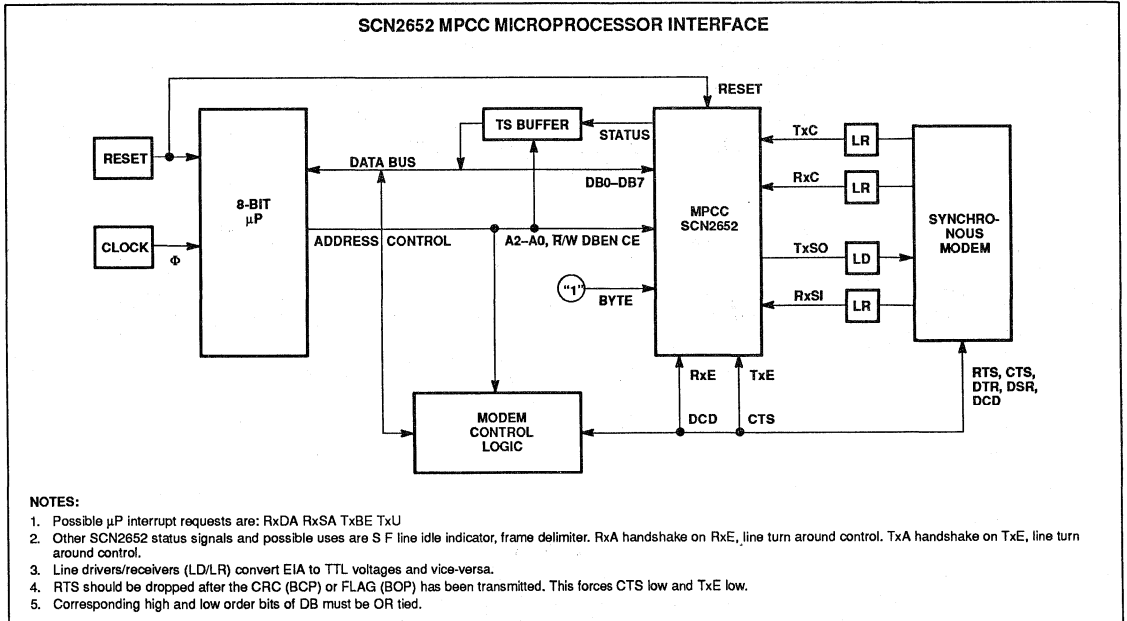 SCN2652 MPCC MICROPROCESSOR INTERFACE
RESET
TS BUFFER
STATUS
TxC
LR
RESET
DATA BUS
DB0–DB7
RxC
LR
8-BIT
μP
MPCC
SCN2652
SYNCHRO-
NOUS
MODEM
CLOCK
Φ
ADDRESS CONTROL
A2–A0, R̅/W DBEN CE
TxSO
LD
"1"
BYTE
RxSI
LR
RxE
TxE
RTS, CTS,
DTR, DSR,
DCD
MODEM
CONTROL
LOGIC
DCD
CTS
NOTES:
1. Possible μP interrupt requests are: RxDA RxSA TxBE TxU
2. Other SCN2652 status signals and possible uses are S F line idle indicator, frame delimiter. RxA handshake on RxE, line turn around control. TxA handshake on TxE, line turn
around control.
3. Line drivers/receivers (LD/LR) convert EIA to TTL voltages and vice-versa.
4. RTS should be dropped after the CRC (BCP) or FLAG (BOP) has been transmitted. This forces CTS low and TxE low.
5. Corresponding high and low order bits of DB must be OR tied.